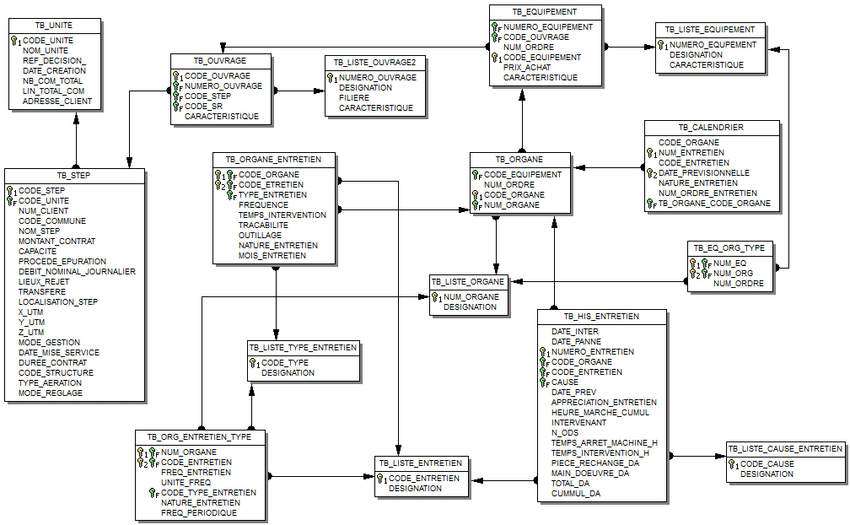 TB_UNITE
1 CODE_UNITE
NOM_UNITE
REF_DECISION_
DATE_CREATION
NB_COM_TOTAL
LIN_TOTAL_COM
ADRESSE_CLIENT
TB_OUVRAGE
1 CODE_OUVRAGE
F NUMERO_OUVRAGE
F CODE_STEP
F CODE_SR
CARACTERISTIQUE
TB_LISTE_OUVRAGE2
1 NUMERO_OUVRAGE
DESIGNATION
FILIERE
CARACTERISTIQUE
TB_EQUIPEMENT
F NUMERO_EQUIPEMENT
F CODE_OUVRAGE
NUM_ORDRE
1 CODE_EQUIPEMENT
PRIX_ACHAT
CARACTERISTIQUE
TB_LISTE_EQUIPEMENT
1 NUMERO_EQUPEMENT
DESIGNATION
CARACTERISTIQUE
TB_STEP
1 CODE_STEP
F CODE_UNITE
NUM_CLIENT
CODE_COMMUNE
NOM_STEP
MONTANT_CONTRAT
CAPACITE
PROCEDE_EPURATION
DEBIT_NOMINAL_JOURNALIER
LIEUX_REJET
TRANSFERE
LOCALISATION_STEP
X_UTM
Y_UTM
Z_UTM
MODE_GESTION
DATE_MISE_SERVICE
DUREE_CONTRAT
CODE_STRUCTURE
TYPE_AERATION
MODE_REGLAGE
TB_ORGANE_ENTRETIEN
1 F CODE_ORGANE
2 F CODE_ETRETIEN
F TYPE_ENTRETIEN
FREQUENCE
TEMPS_INTERVENTION
TRACABILITE
OUTILLAGE
NATURE_ENTRETIEN
MOIS_ENTRETIEN
TB_ORGANE
F CODE_EQUIPEMENT
NUM_ORDRE
1 CODE_ORGANE
F NUM_ORGANE
TB_CALENDRIER
CODE_ORGANE
1 NUM_ENTRETIEN
CODE_ENTRETIEN
2 DATE_PREVISIONNELLE
NATURE_ENTRETIEN
NUM_ORDRE_ENTRETIEN
F TB_ORGANE_CODE_ORGANE
TB_EQ_ORG_TYPE
1 F NUM_EQ
2 F NUM_ORG
NUM_ORDRE
TB_LISTE_ORGANE
1 NUM_ORGANE
DESIGNATION
TB_LISTE_TYPE_ENTRETIEN
1 CODE_TYPE
DESIGNATION
TB_HIS_ENTRETIEN
DATE_INTER
DATE_PANNE
1 NUMERO_ENTRETIEN
F CODE_ORGANE
F CODE_ENTRETIEN
F CAUSE
DATE_PREV
APPRECIATION_ENTRETIEN
HEURE_MARCHE_CUMUL
INTERVENANT
N_ODS
TEMPS_ARRET_MACHINE_H
TEMPS_INTERVENTION_H
PIECE_RECHANGE_DA
MAIN_DOEUVRE_DA
TOTAL_DA
CUMMUL_DA
TB_ORG_ENTRETIEN_TYPE
1 F NUM_ORGANE
2 F CODE_ENTRETIEN
FREQ_ENTRETIEN
UNITE_FREQ
F CODE_TYPE_ENTRETIEN
NATURE_ENTRETIEN
FREQ_PERIODIQUE
TB_LISTE_ENTRETIEN
1 CODE_ENTRETIEN
DESIGNATION
TB_LISTE_CAUSE_ENTRETIEN
1 CODE_CAUSE
DESIGNATION